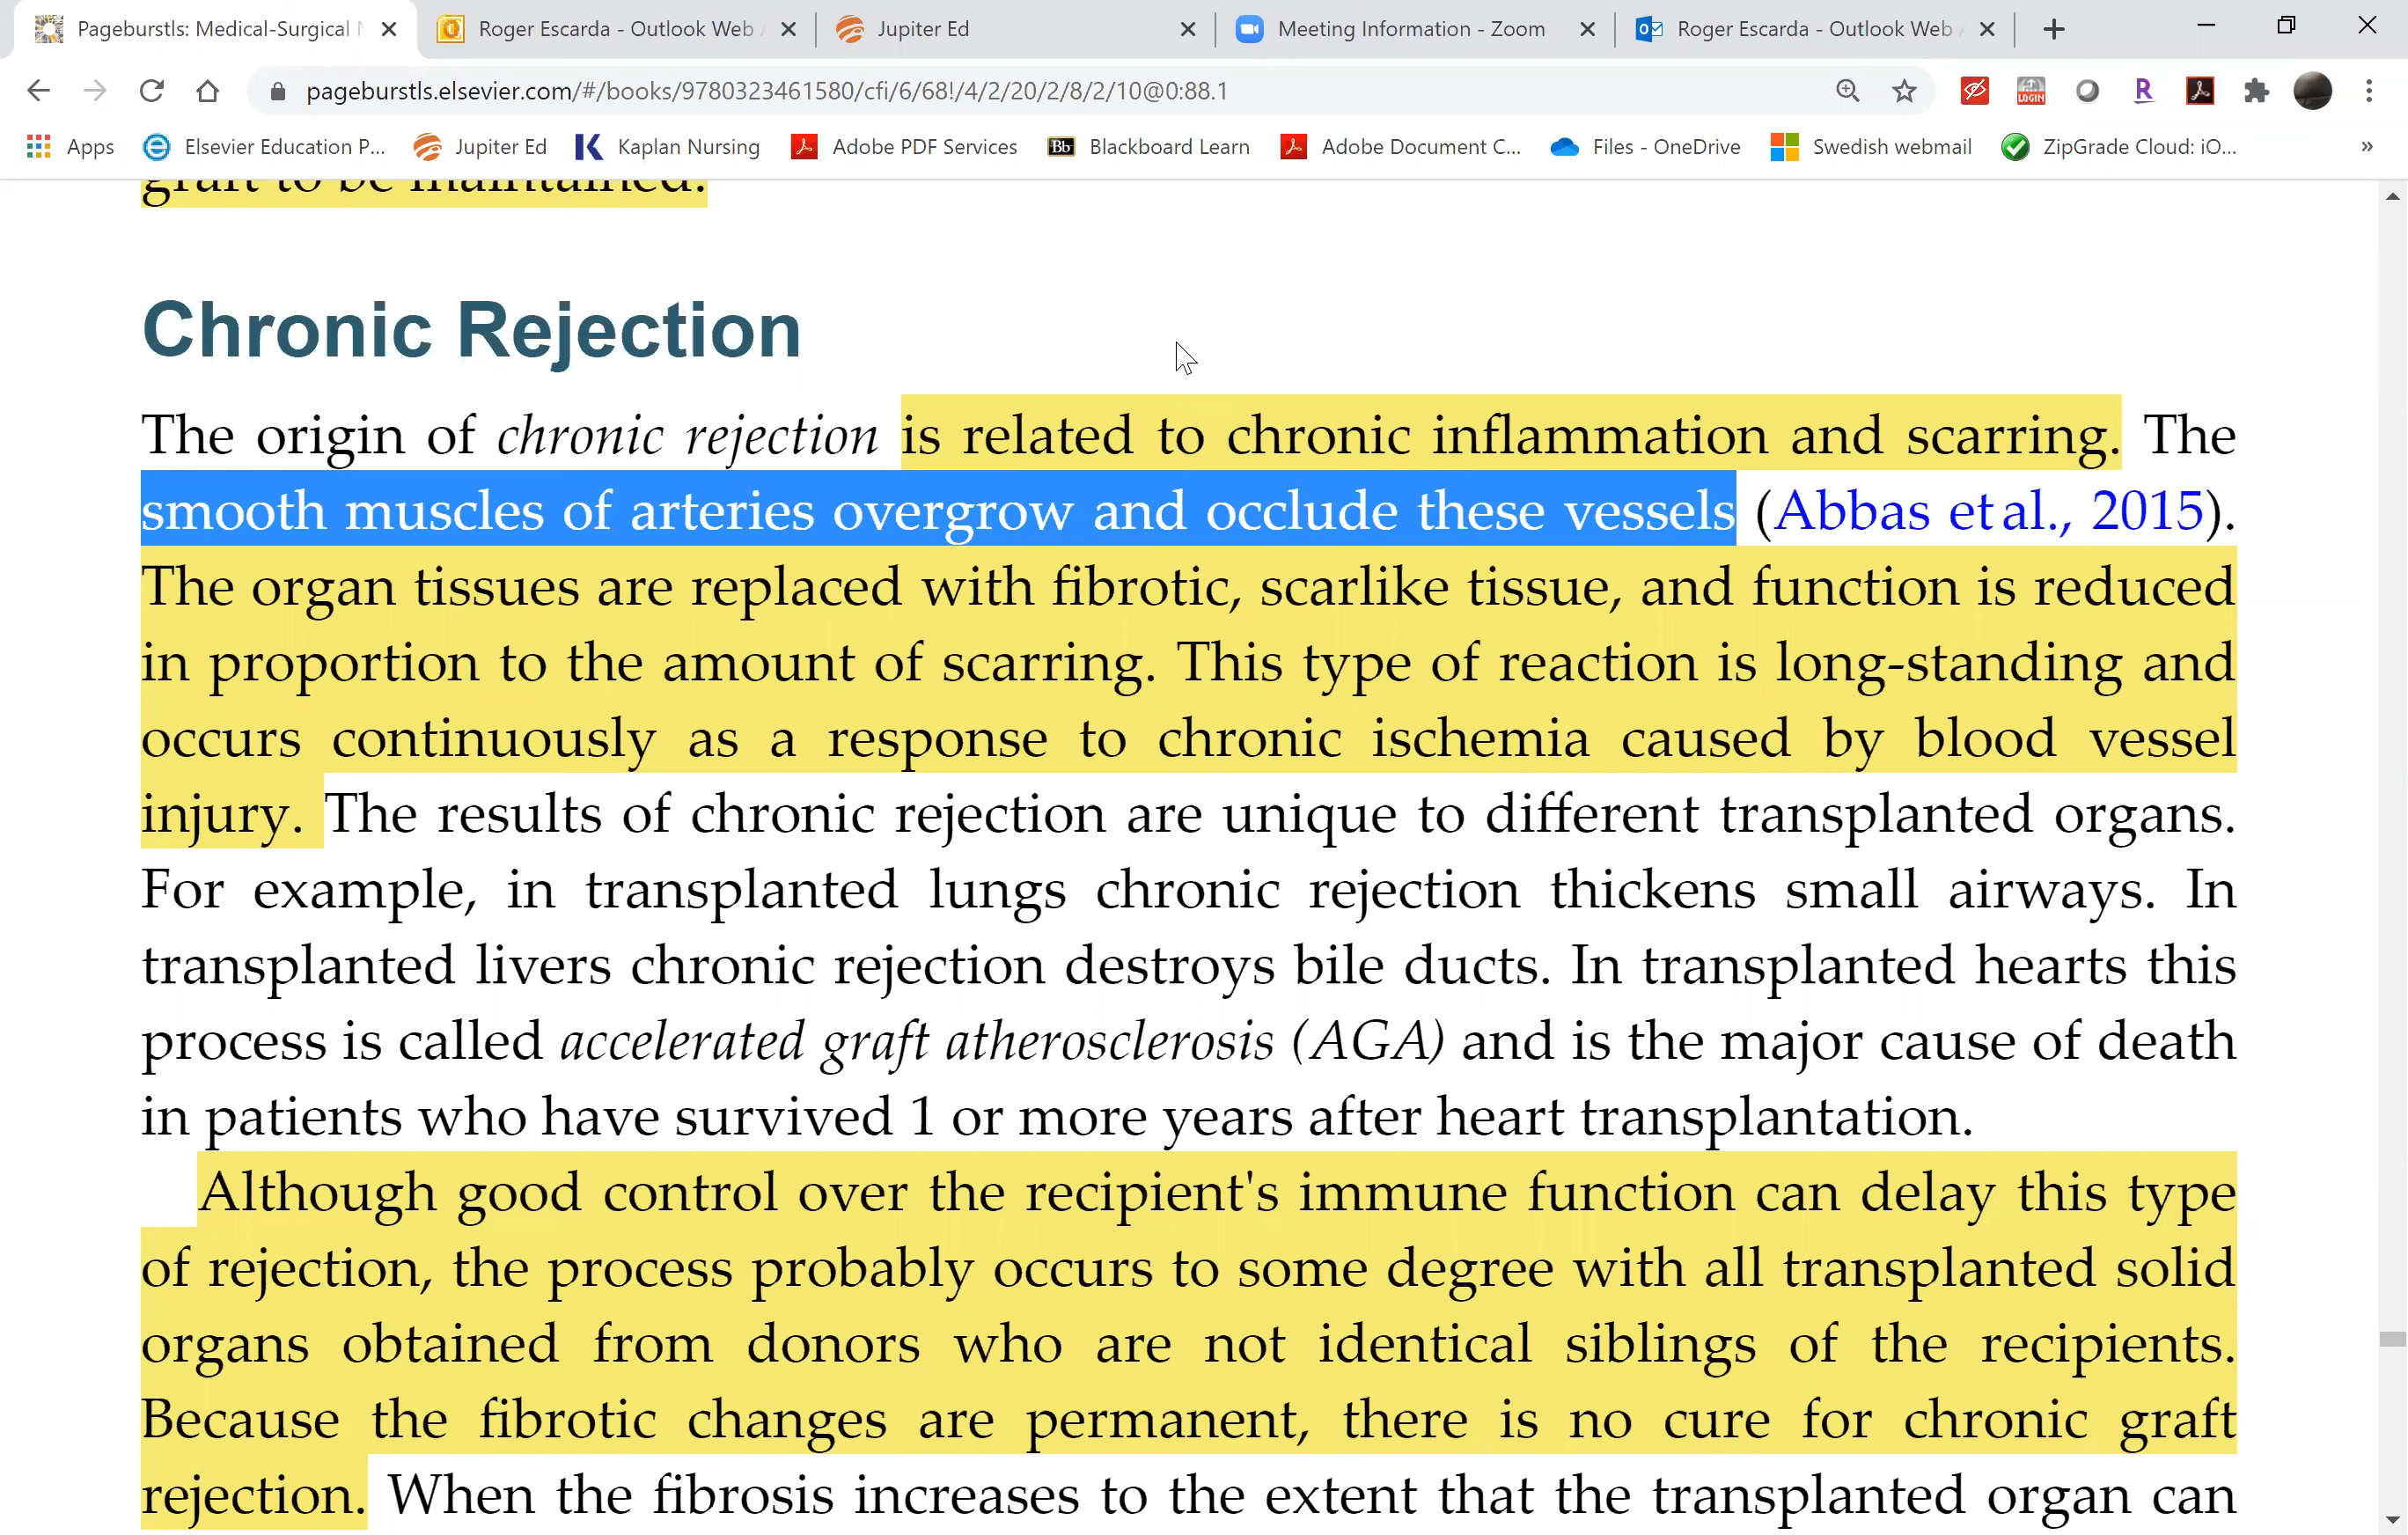 Pageburstls: Medical-Surgical N
Roger Escarda - Outlook Web A
Jupiter Ed
Meeting Information - Zoom
Roger Escarda - Outlook Web A
pageburstls.elsevier.com/#/books/9780323461580/cfi/6/68!/4/2/20/2/8/2/10@0:88.1
LOGIN
R
Apps
Elsevier Education P...
Jupiter Ed
Kaplan Nursing
Adobe PDF Services
Bb
Blackboard Learn
Adobe Document C...
Files - OneDrive
Swedish webmail
ZipGrade Cloud: iO...
»
graft to be maintained.
Chronic Rejection
The origin of chronic rejection is related to chronic inflammation and scarring. The
smooth muscles of arteries overgrow and occlude these vessels (Abbas et al., 2015).
The organ tissues are replaced with fibrotic, scarlike tissue, and function is reduced
in proportion to the amount of scarring. This type of reaction is long-standing and
occurs continuously as a response to chronic ischemia caused by blood vessel
injury. The results of chronic rejection are unique to different transplanted organs.
For example, in transplanted lungs chronic rejection thickens small airways. In
transplanted livers chronic rejection destroys bile ducts. In transplanted hearts this
process is called accelerated graft atherosclerosis (AGA) and is the major cause of death
in patients who have survived 1 or more years after heart transplantation.
Although good control over the recipient's immune function can delay this type
of rejection, the process probably occurs to some degree with all transplanted solid
organs obtained from donors who are not identical siblings of the recipients.
Because the fibrotic changes are permanent, there is no cure for chronic graft
rejection. When the fibrosis increases to the extent that the transplanted organ can